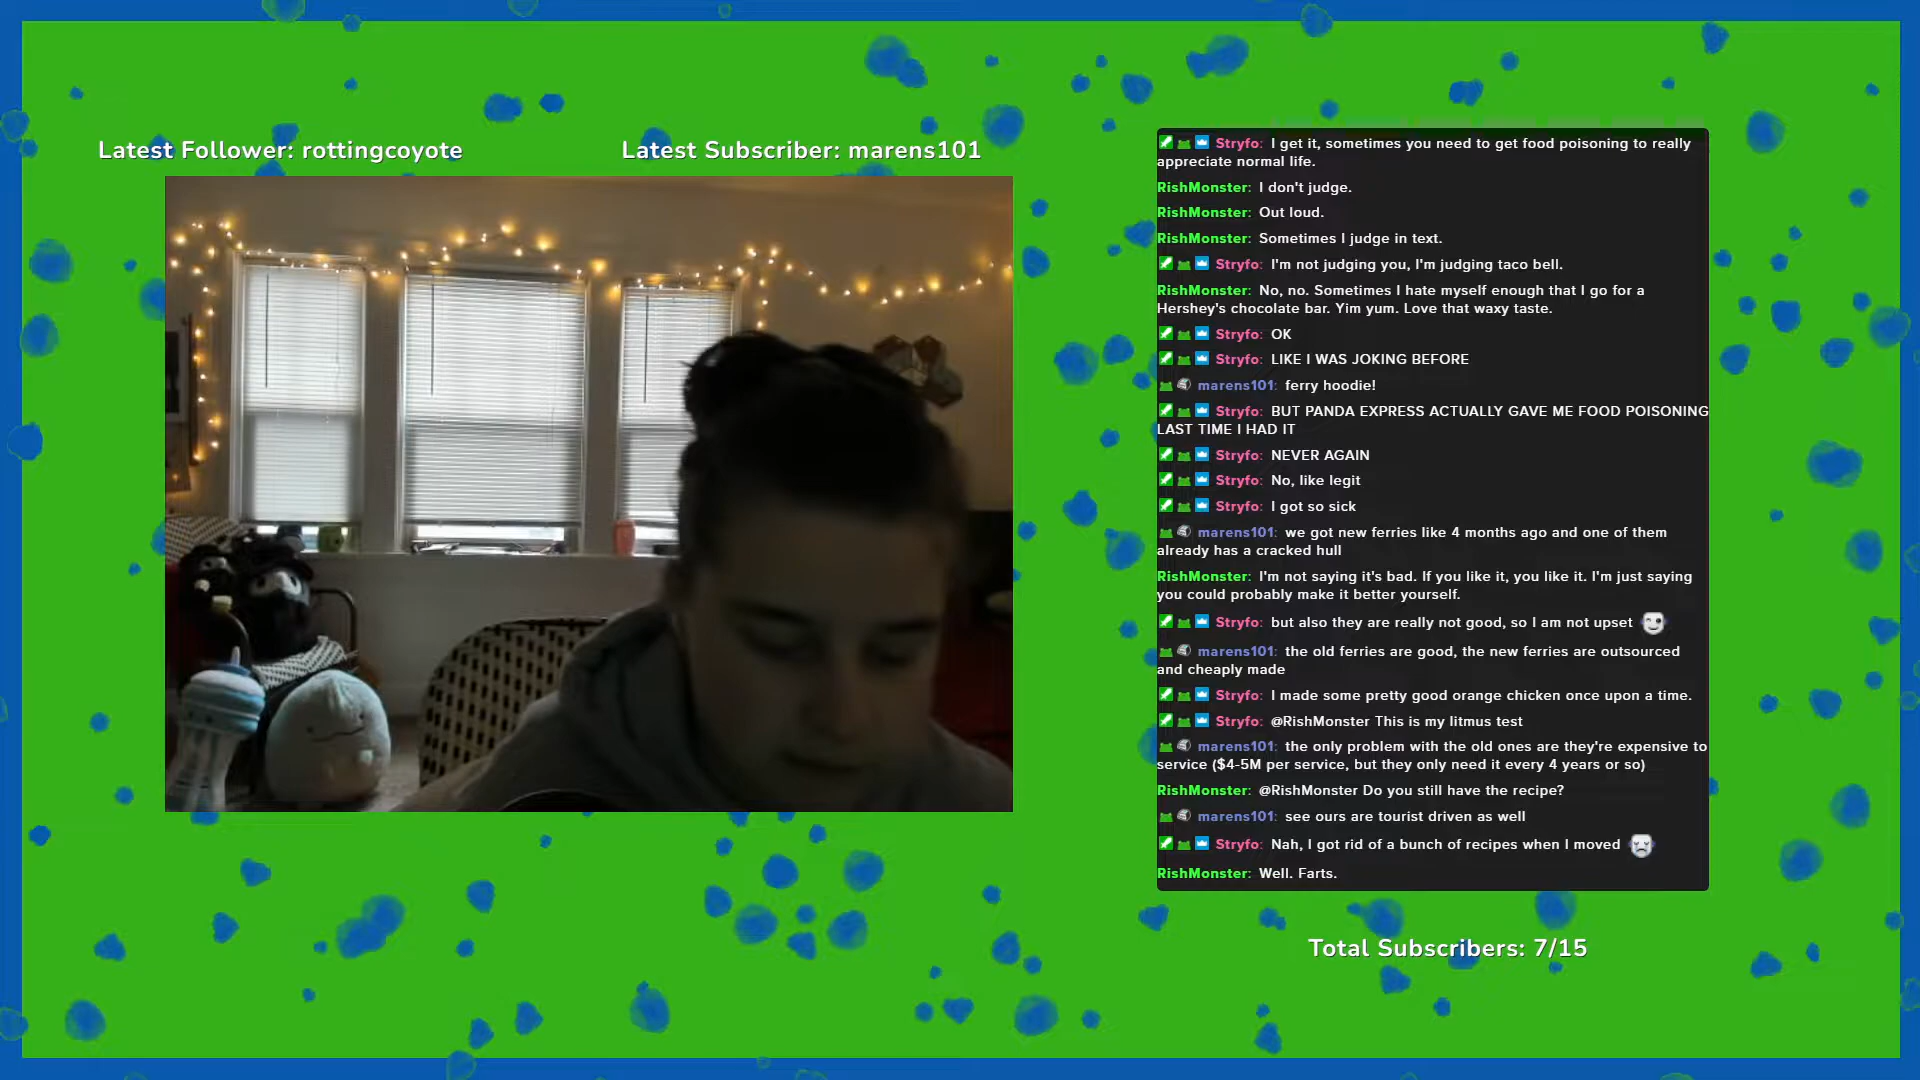 Latest Follower: rottingcoyote
Latest Subscriber: marens101
Stryfo: I get it, sometimes you need to get food poisoning to really
appreciate normal life.
RishMonster: I don't judge.
RishMonster: Out loud.
RishMonster: Sometimes I judge in text.
Stryfo: I'm not judging you, I'm judging taco bell.
RishMonster: No, no. Sometimes I hate myself enough that I go for a
Hershey's chocolate bar. Yim yum. Love that waxy taste.
Stryfo: OK
Stryfo: LIKE I WAS JOKING BEFORE
marens101: ferry hoodie!
Stryfo: BUT PANDA EXPRESS ACTUALLY GAVE ME FOOD POISONING
LAST TIME I HAD IT
Stryfo: NEVER AGAIN
Stryfo: No, like legit
Stryfo: I got so sick
marens101: we got new ferries like 4 months ago and one of them
already has a cracked hull
RishMonster: I'm not saying it's bad. If you like it, you like it. I'm just saying
you could probably make it better yourself.
Stryfo: but also they are really not good, so I am not upset
marens101: the old ferries are good, the new ferries are outsourced
and cheaply made
Stryfo: I made some pretty good orange chicken once upon a time.
Stryfo: @RishMonster This is my litmus test
marens101: the only problem with the old ones are they're expensive to
service ($4-5M per service, but they only need it every 4 years or so)
RishMonster: @RishMonster Do you still have the recipe?
marens101: see ours are tourist driven as well
Stryfo: Nah, I got rid of a bunch of recipes when I moved
RishMonster: Well. Farts.
Total Subscribers: 7/15